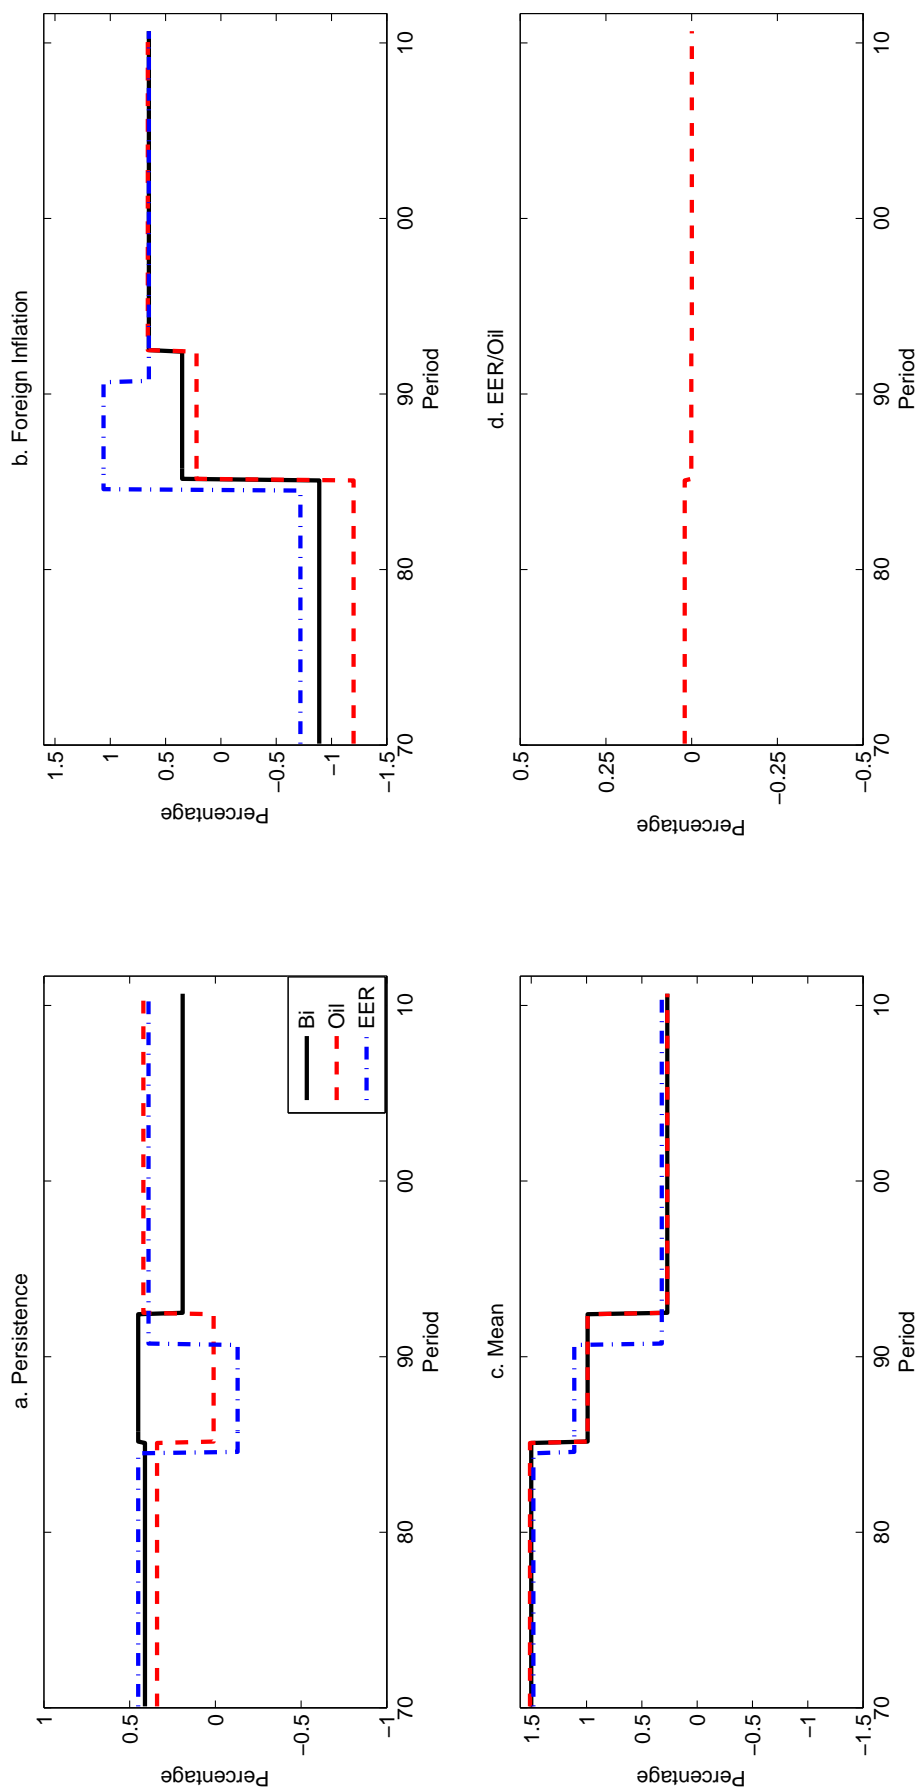 a. Persistence
1
0.5
0
−0.5
−1
Percentage
70
80
90
00
10
Period
Bi
Oil
EER
b. Foreign Inflation
1.5
1
0.5
0
−0.5
−1
−1.5
Percentage
70
80
90
00
10
Period
c. Mean
1.5
1
0.5
0
−0.5
−1
−1.5
Percentage
70
80
90
00
10
Period
d. EER/Oil
0.5
0.25
0
−0.25
−0.5
Percentage
70
80
90
00
10
Period